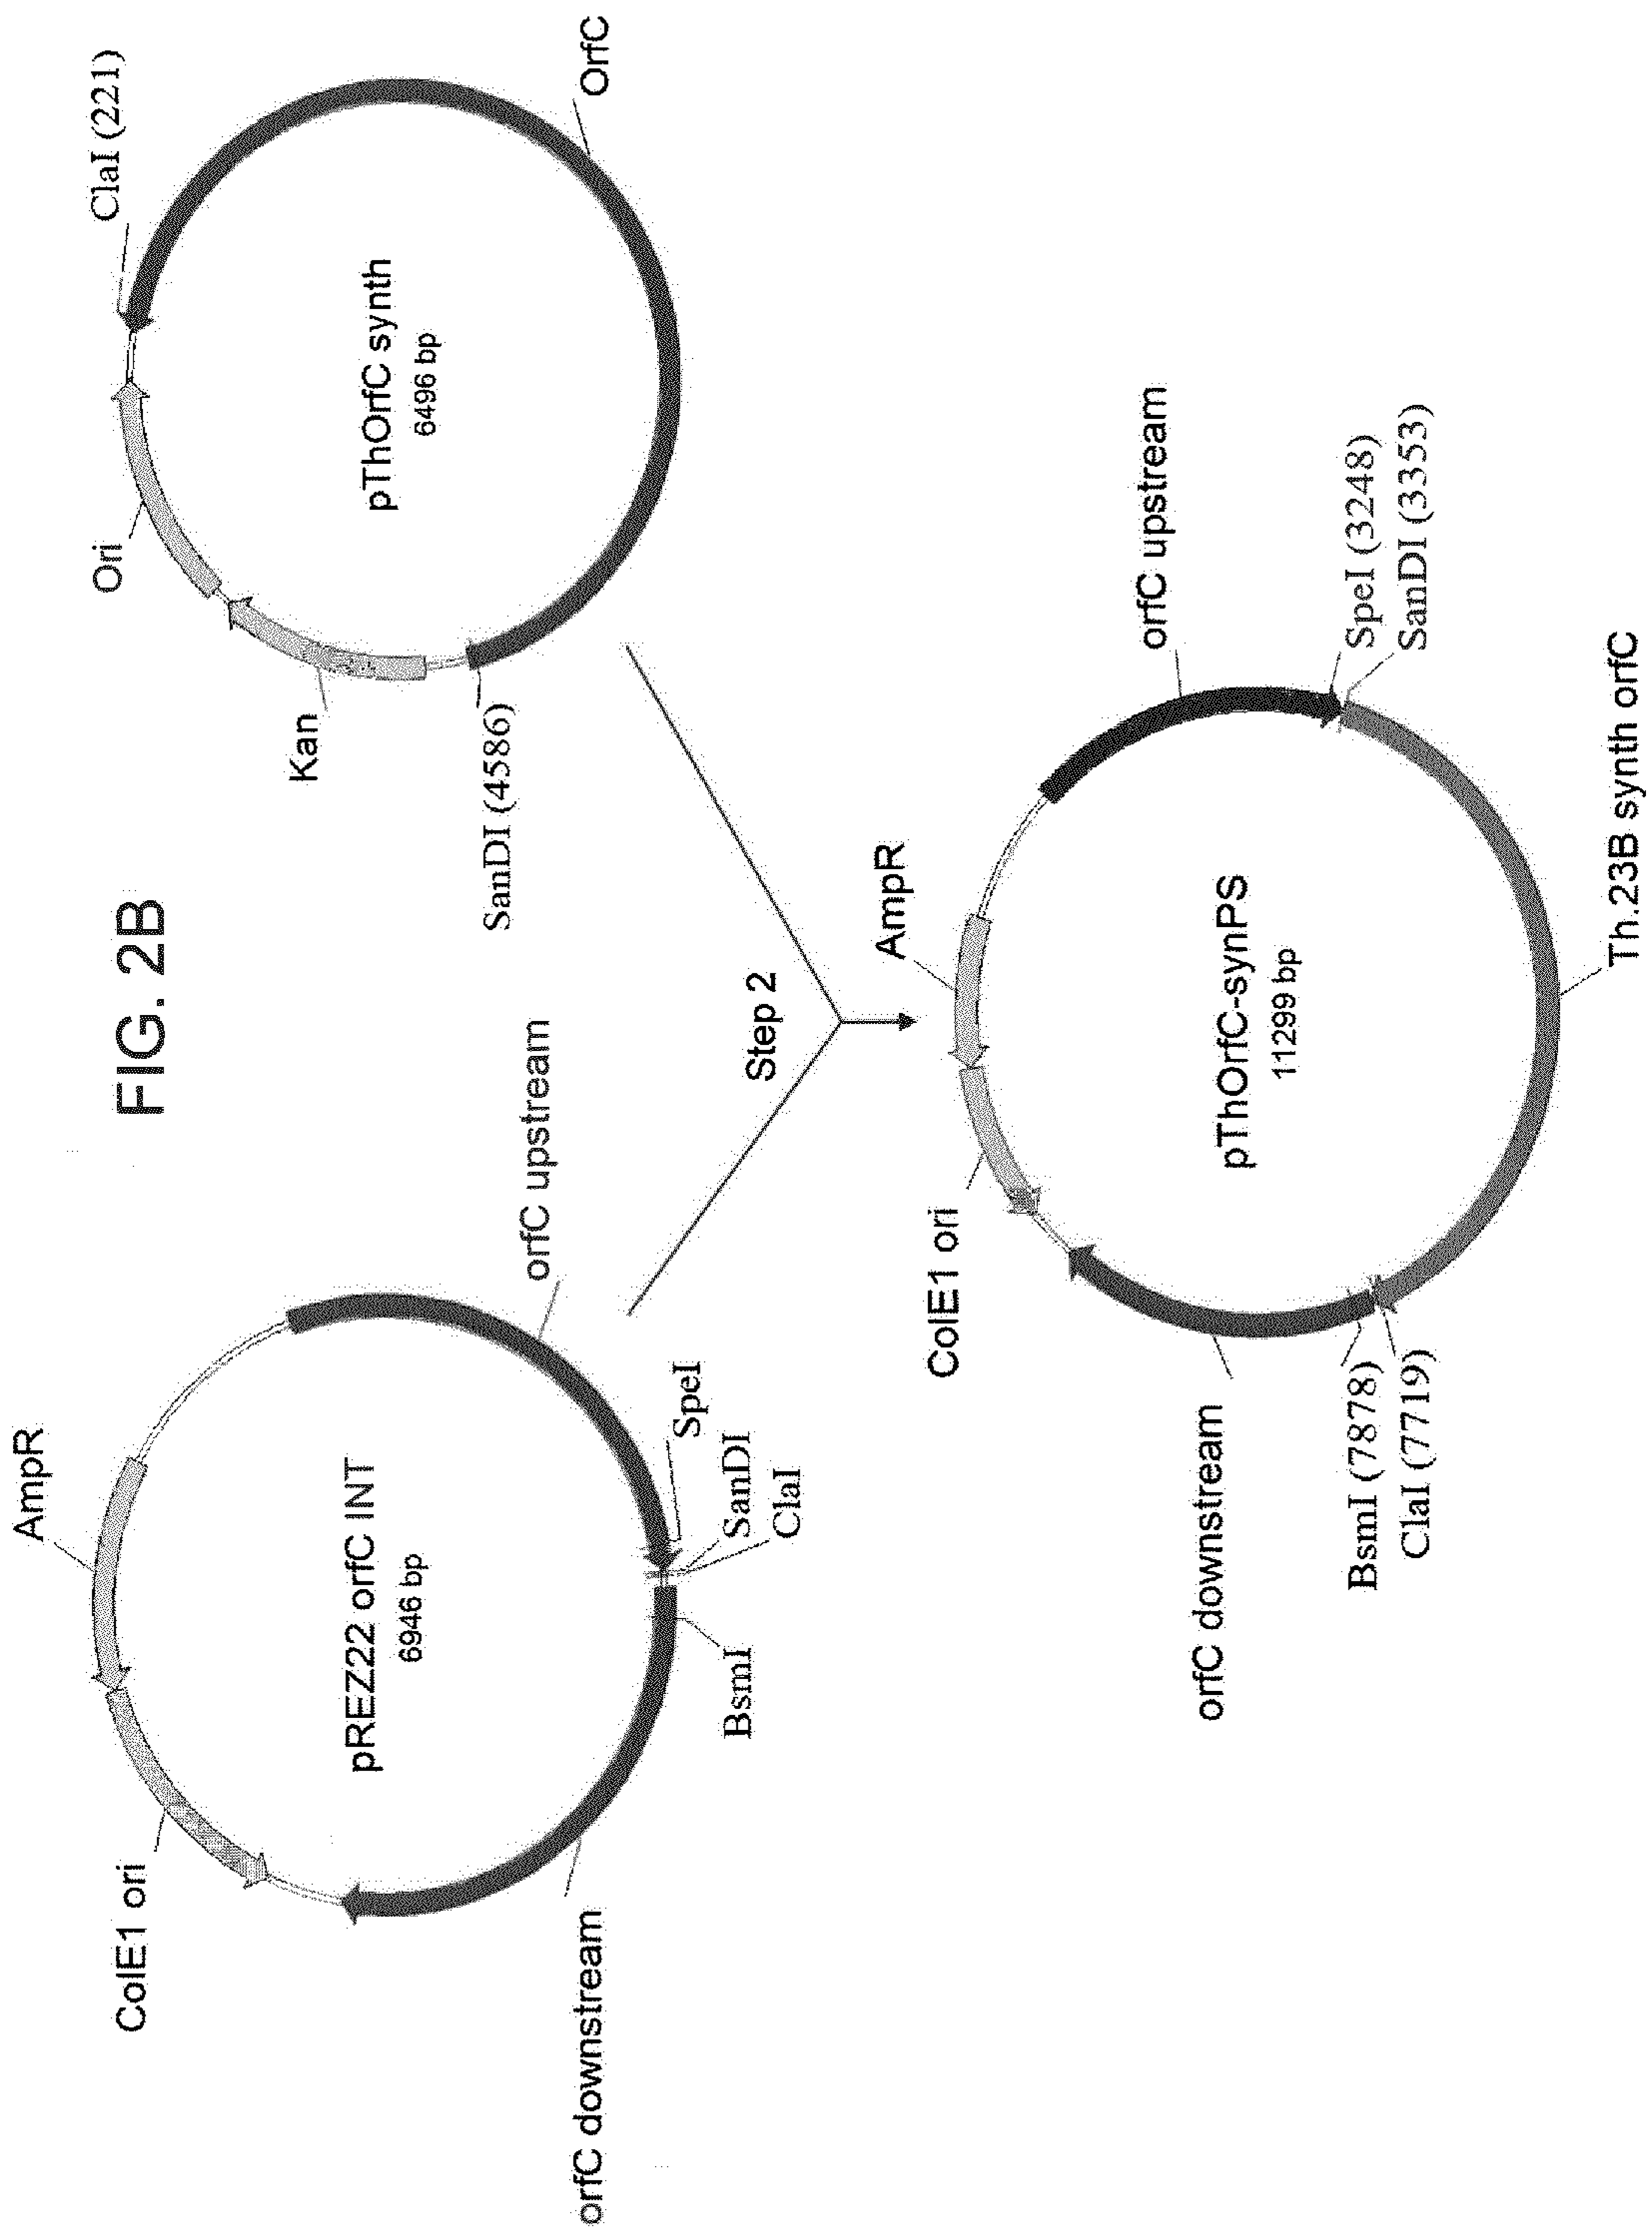 FIG. 2B
AmpR
ColE1 ori
pREZ22 orfC INT
6946 bp
orfC upstream
SpeI
SanDI
ClaI
BsmI
orfC downstream
ClaI (221)
Ori
pThOrfC synth
6496 bp
OrfC
Kan
SanDI (4586)
Step 2
AmpR
ColE1 ori
orfC upstream
pThOrfC-synPS
11299 bp
SpeI (3248)
SanDI (3353)
orfC downstream
BsmI (7878)
ClaI (7719)
Th.23B synth orfC